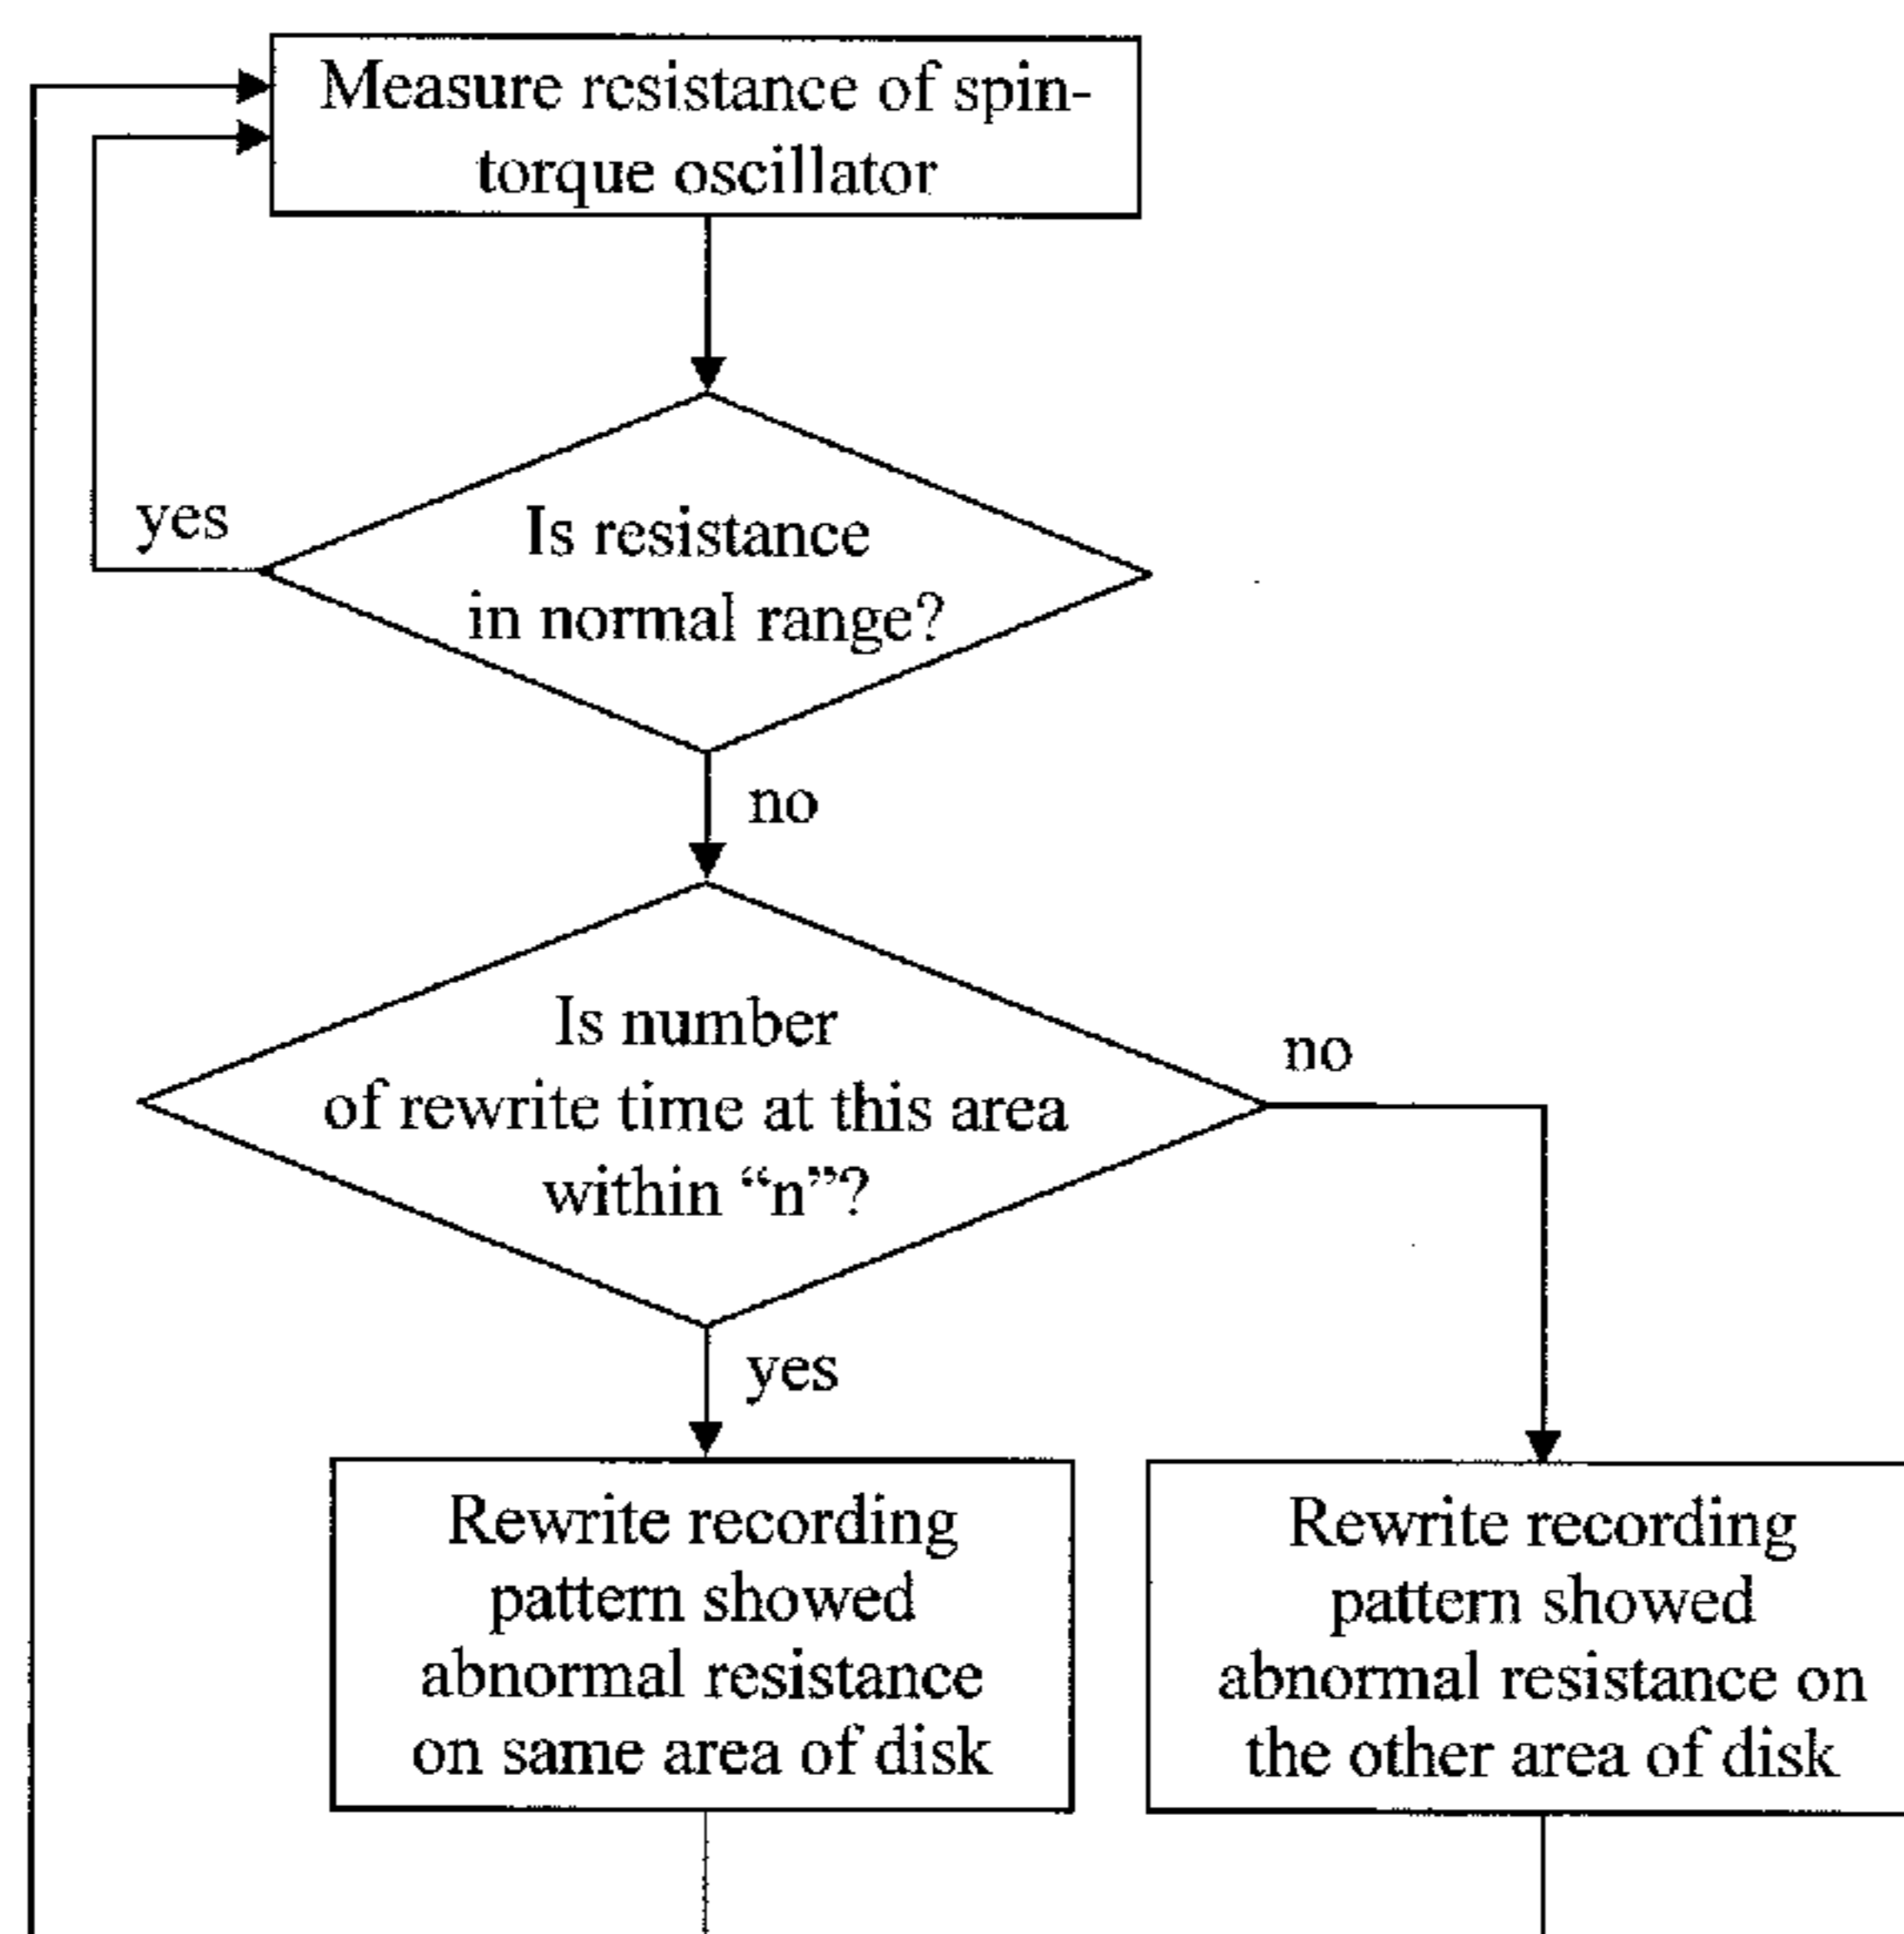 Measure resistance of spin-
torque oscillator
yes
Is resistance
in normal range?
no
Is number
of rewrite time at this area
within “n”?
no
yes
Rewrite recording
pattern showed
abnormal resistance
on same area of disk
Rewrite recording
pattern showed
abnormal resistance on
the other area of disk